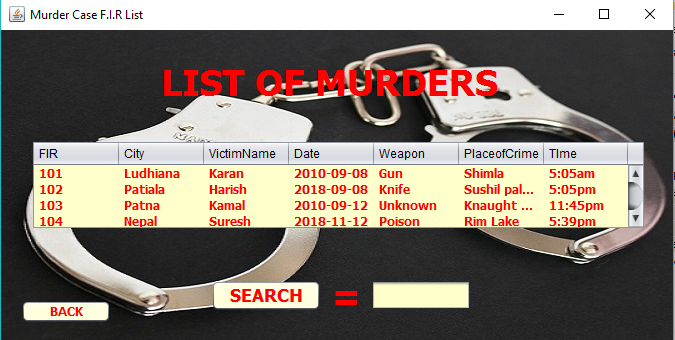 Murder Case F.I.R List
LIST OF MURDERS
FIR City VictimName Date Weapon PlaceofCrime TIme
101 Ludhiana Karan 2010-09-08 Gun Shimla 5:05am
102 Patiala Harish 2018-09-08 Knife Sushil pal... 5:05pm
103 Patna Kamal 2010-09-12 Unknown Knaught ... 11:45pm
104 Nepal Suresh 2018-11-12 Poison Rim Lake 5:39pm
SEARCH =
BACK